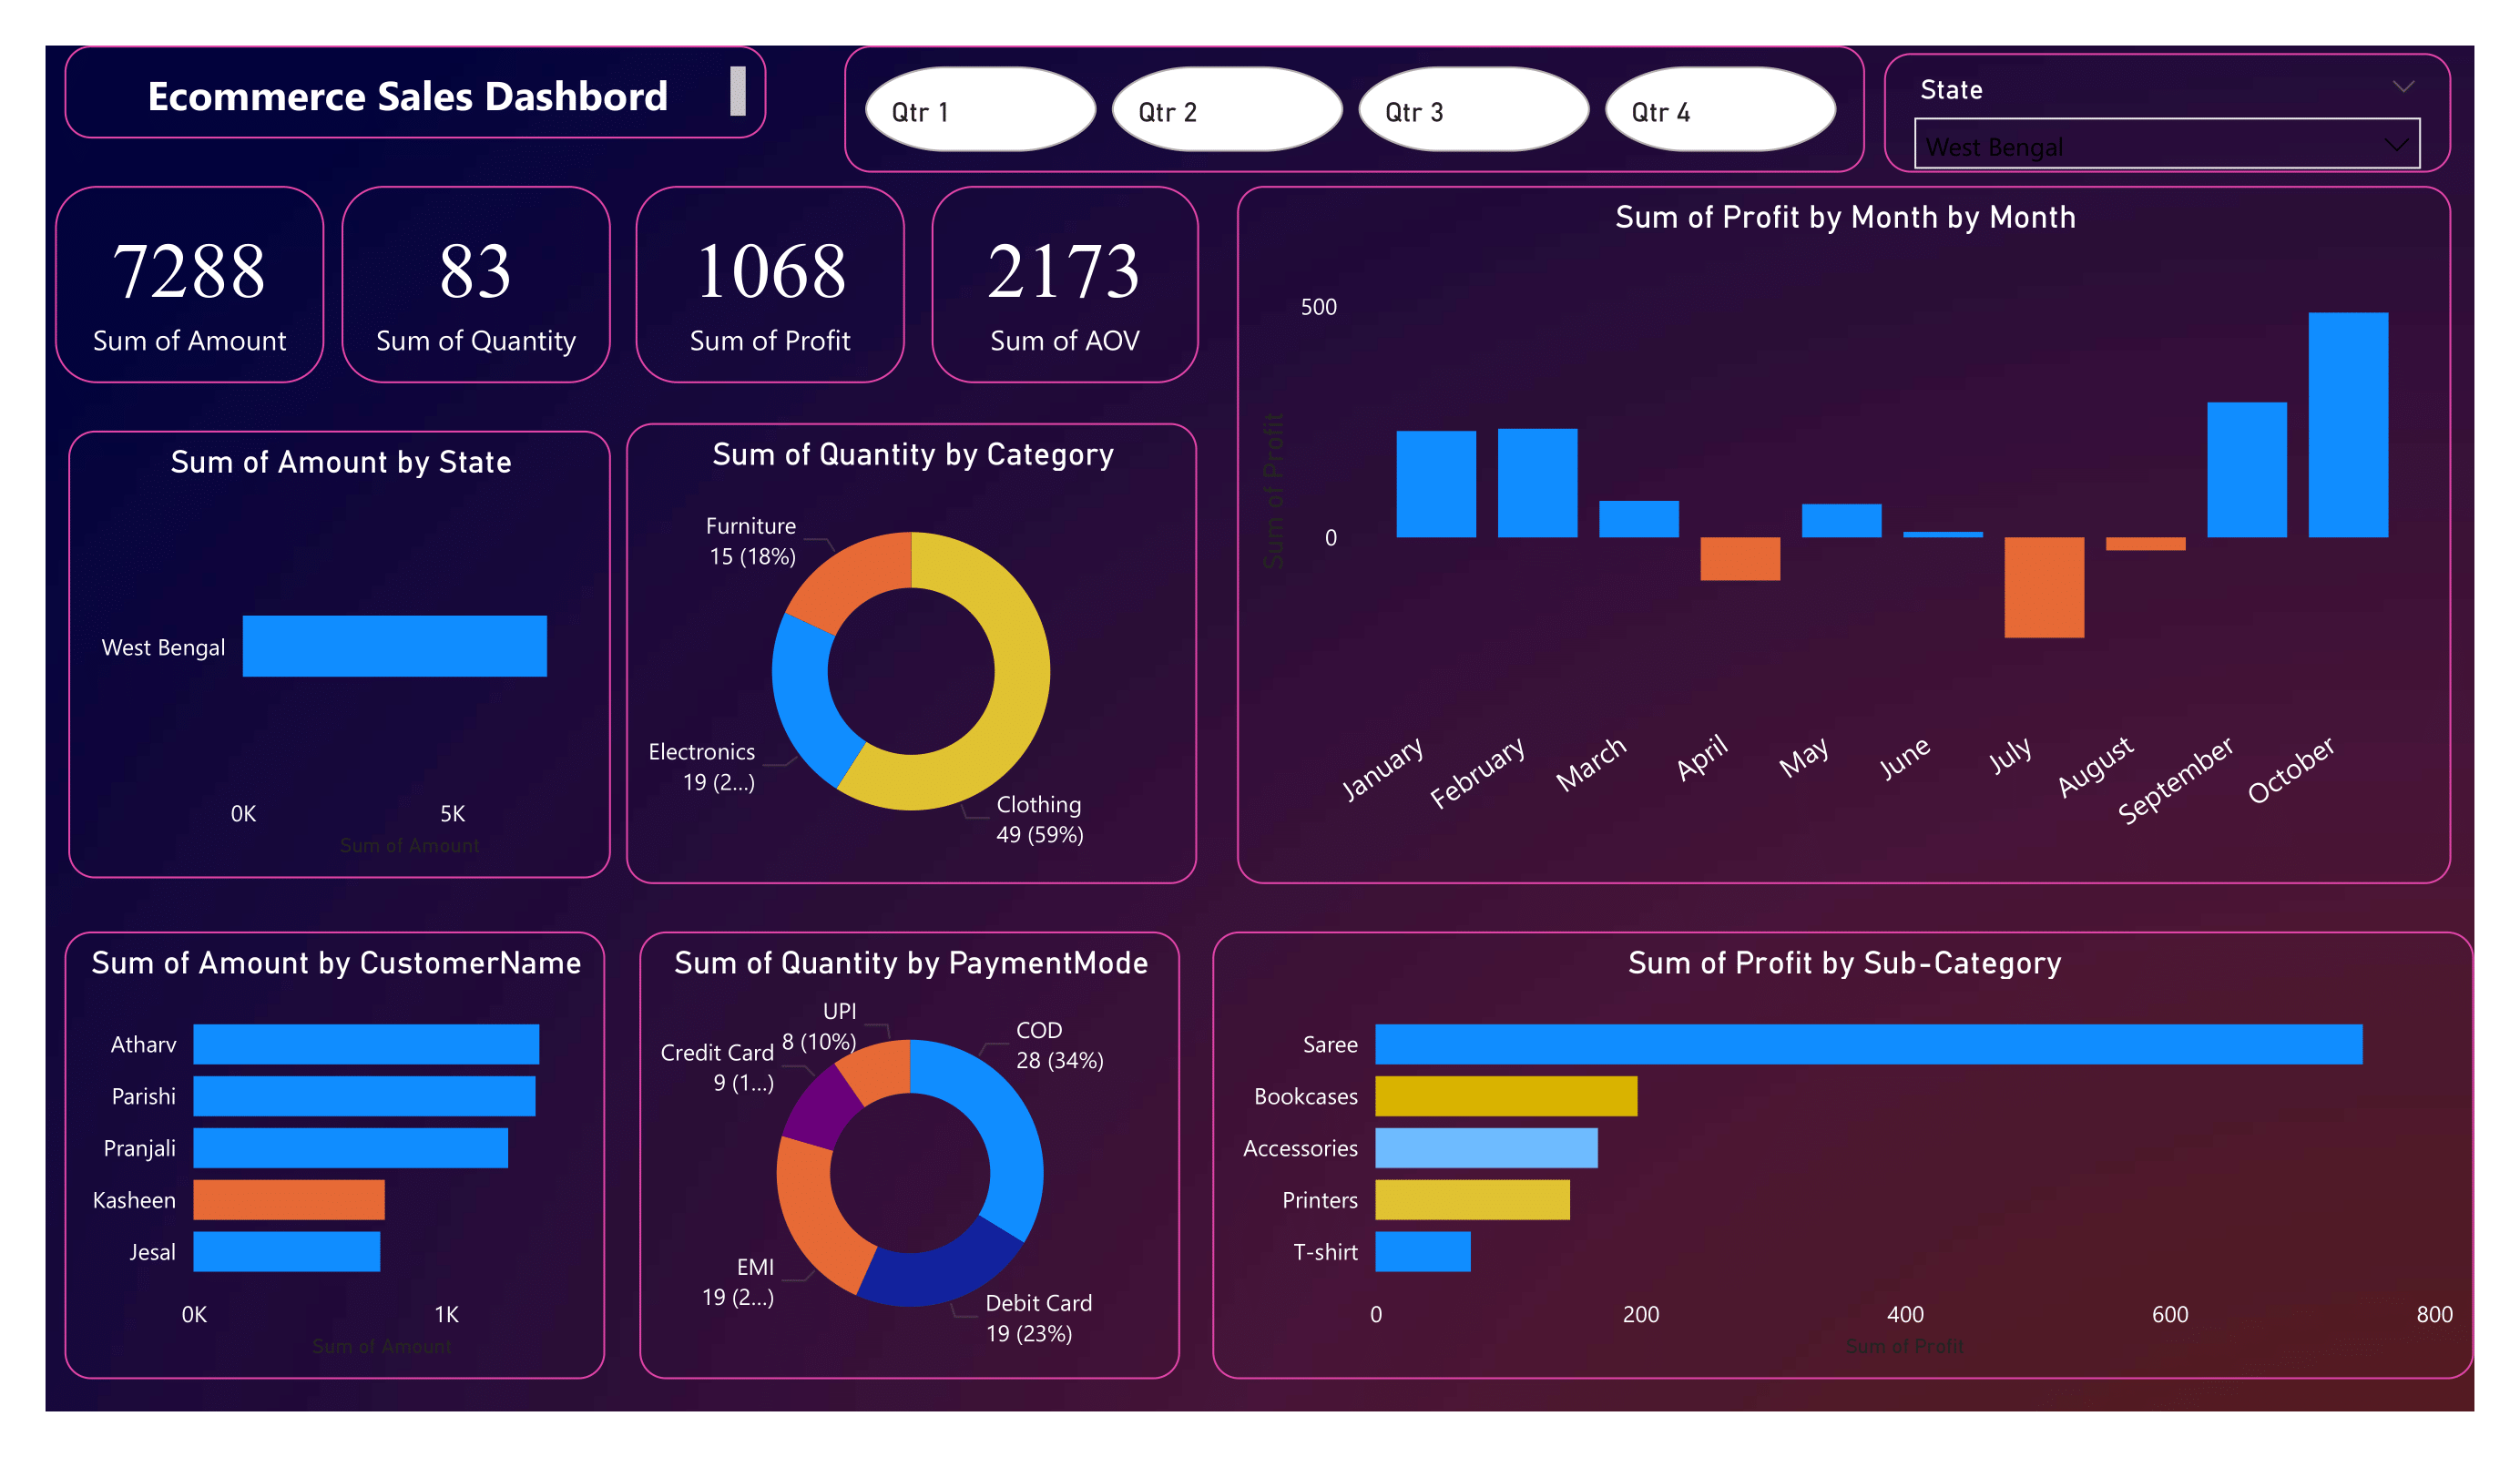 Ecommerce Sales Dashbord
Qtr 1
Qtr 2
Qtr 3
Qtr 4
State
West Bengal
7288
Sum of Amount
83
Sum of Quantity
1068
Sum of Profit
2173
Sum of AOV
Sum of Profit by Month by Month
Sum of Profit
500
0
January
February
March
April
May
June
July
August
September
October
Sum of Amount by State
West Bengal
0K
5K
Sum of Amount
Sum of Quantity by Category
Furniture
15 (18%)
Electronics
19 (2...)
Clothing
49 (59%)
Sum of Amount by CustomerName
Atharv
Parishi
Pranjali
Kasheen
Jesal
0K
1K
Sum of Amount
Sum of Quantity by PaymentMode
UPI
8 (10%)
COD
28 (34%)
Credit Card
9 (1...)
EMI
19 (2...)
Debit Card
19 (23%)
Sum of Profit by Sub-Category
Saree
Bookcases
Accessories
Printers
T-shirt
0
200
400
600
800
Sum of Profit